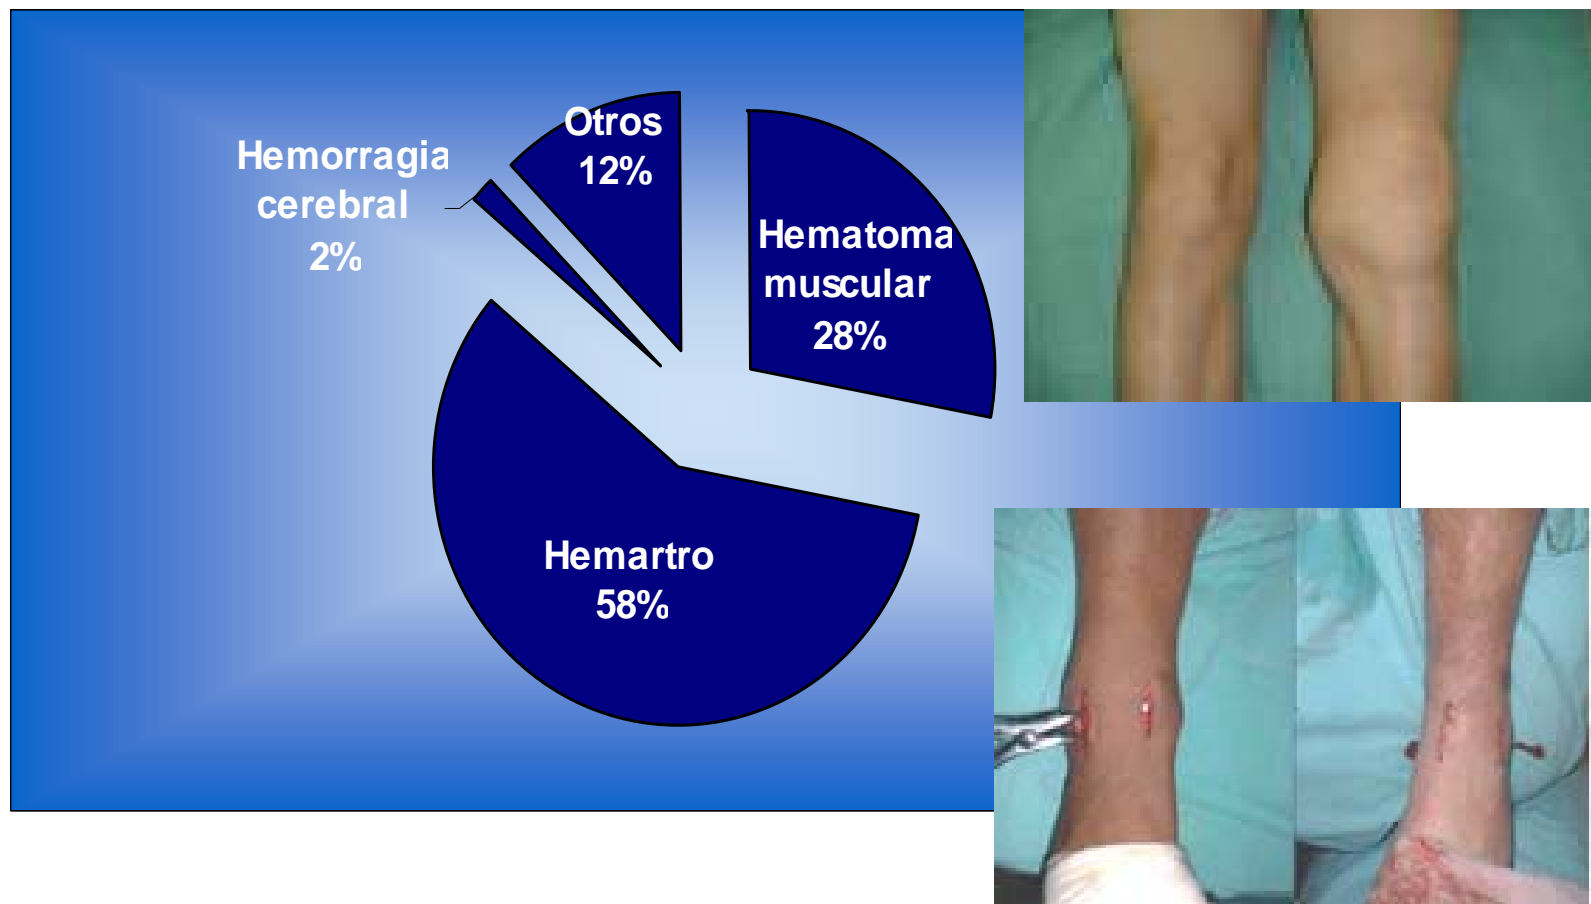 Otros
12%
Hemorragia
cerebral
2%
Hematoma
muscular
28%
Hemartro
58%